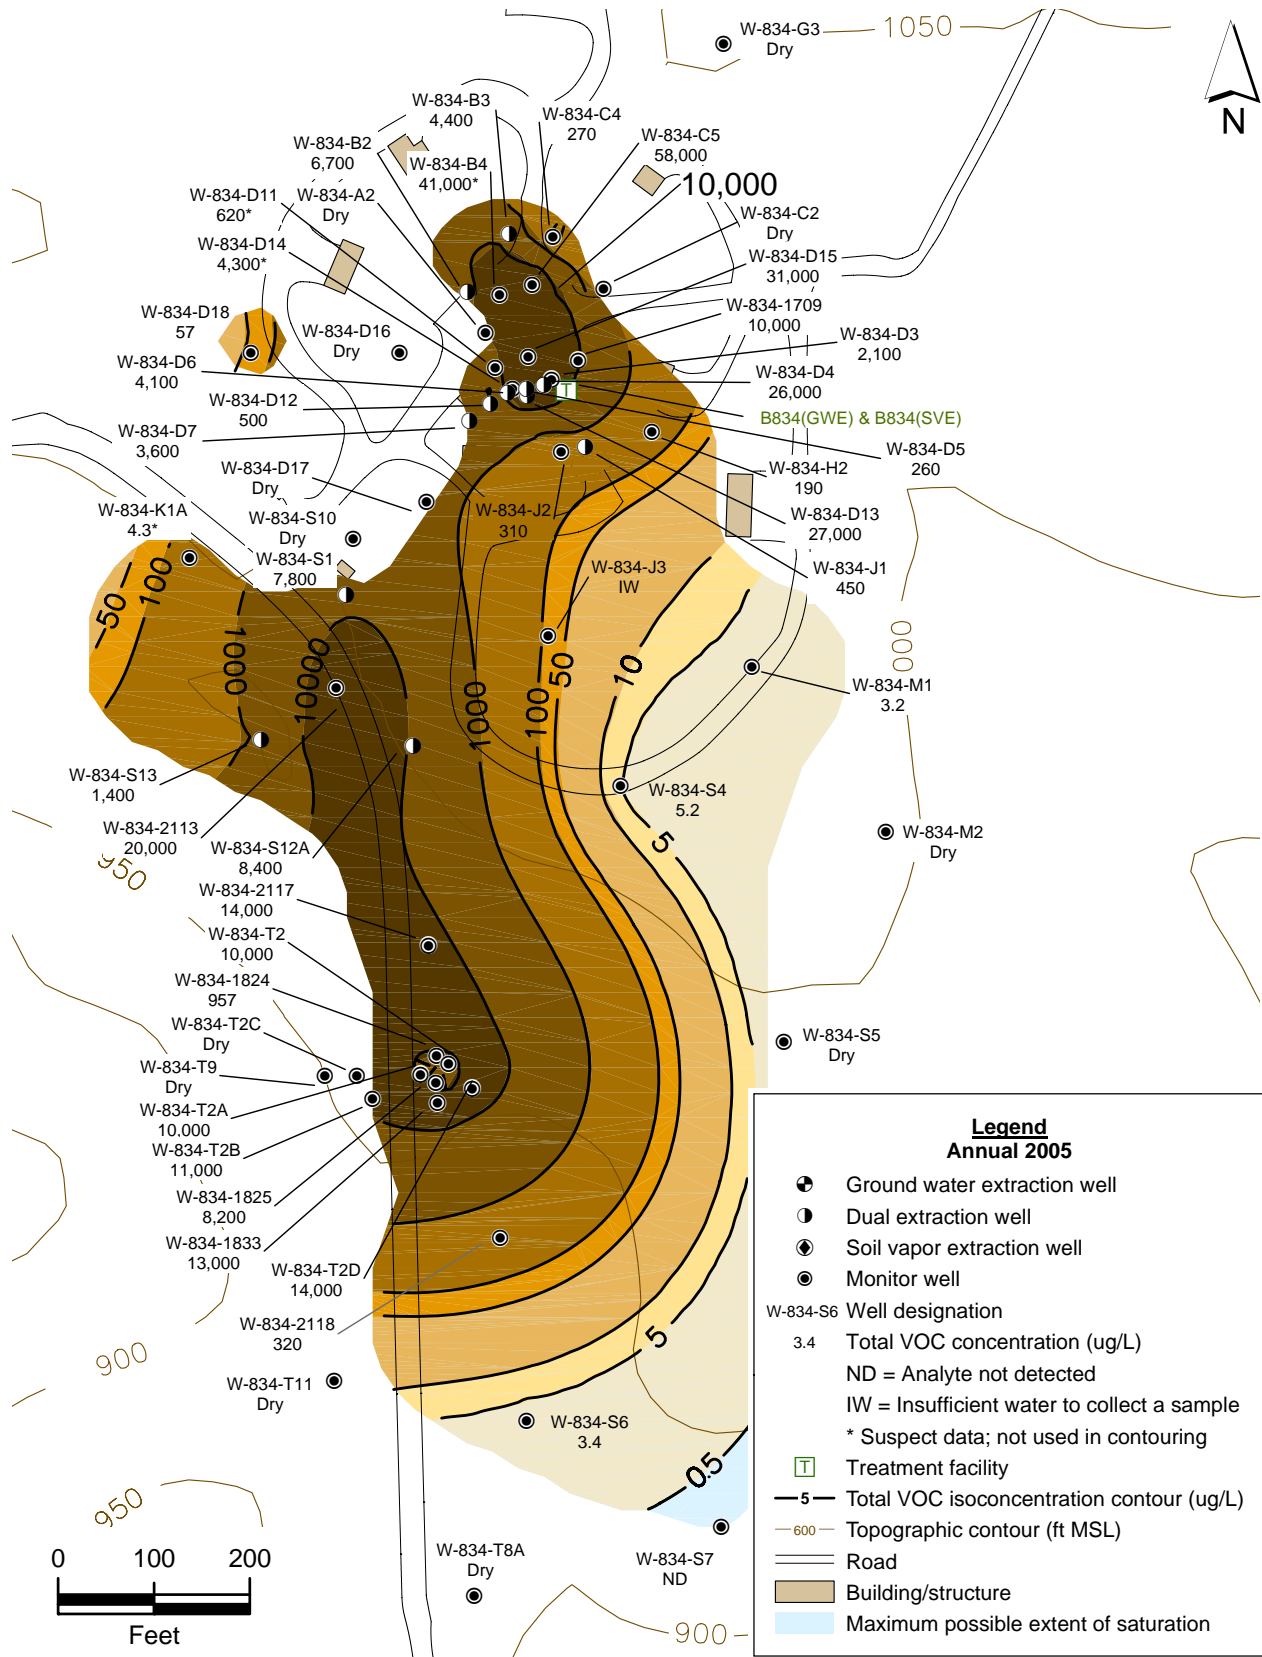 W-834-G3
Dry
1050
N
W-834-B3
4,400
W-834-C4
270
W-834-B2
6,700
W-834-B4
41,000*
W-834-C5
58,000
10,000
W-834-D11
620*
W-834-A2
Dry
W-834-C2
Dry
W-834-D14
4,300*
W-834-D15
31,000
W-834-D18
57
W-834-D16
Dry
W-834-1709
10,000
W-834-D3
2,100
W-834-D6
4,100
T
W-834-D4
26,000
W-834-D12
500
B834(GWE) & B834(SVE)
W-834-D7
3,600
W-834-D5
260
W-834-D17
Dry
W-834-H2
190
W-834-K1A
4.3*
W-834-S10
Dry
W-834-J2
310
W-834-D13
27,000
W-834-S1
7,800
W-834-J3
IW
W-834-J1
450
50
100
1000
10000
1000
100
50
10
000
W-834-M1
3.2
W-834-S13
1,400
W-834-S4
5.2
W-834-2113
20,000
W-834-S12A
8,400
5
W-834-M2
Dry
950
W-834-2117
14,000
W-834-T2
10,000
W-834-1824
957
W-834-T2C
Dry
W-834-S5
Dry
W-834-T9
Dry
W-834-T2A
10,000
W-834-T2B
11,000
W-834-1825
8,200
W-834-1833
13,000
W-834-T2D
14,000
W-834-2118
320
5
900
W-834-T11
Dry
W-834-S6
3.4
0.5
950
W-834-T8A
Dry
W-834-S7
ND
900
0 100 200
Feet
Legend
Annual 2005
Ground water extraction well
Dual extraction well
Soil vapor extraction well
Monitor well
W-834-S6 Well designation
3.4 Total VOC concentration (ug/L)
ND = Analyte not detected
IW = Insufficient water to collect a sample
* Suspect data; not used in contouring
T Treatment facility
5 Total VOC isoconcentration contour (ug/L)
600 Topographic contour (ft MSL)
Road
Building/structure
Maximum possible extent of saturation